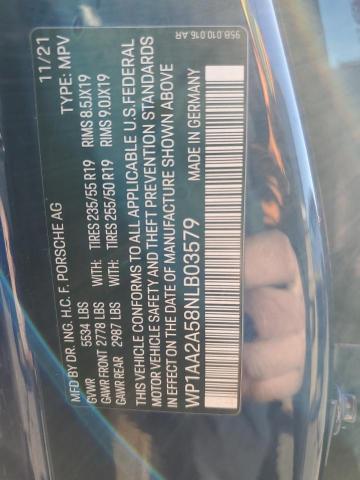 958.010.016.AR
MFD BY DR. ING. H.C. F. PORSCHE AG 11/21
GVWR 5534 LBS TYPE: MPV
GAWR FRONT 2778 LBS WITH: TIRES 235/55 R19 RIMS 8.5JX19
GAWR REAR 2987 LBS WITH: TIRES 255/50 R19 RIMS 9.0JX19
THIS VEHICLE CONFORMS TO ALL APPLICABLE U.S. FEDERAL
MOTOR VEHICLE SAFETY AND THEFT PREVENTION STANDARDS
IN EFFECT ON THE DATE OF MANUFACTURE SHOWN ABOVE
WP1AA2A58NLB03579 MADE IN GERMANY